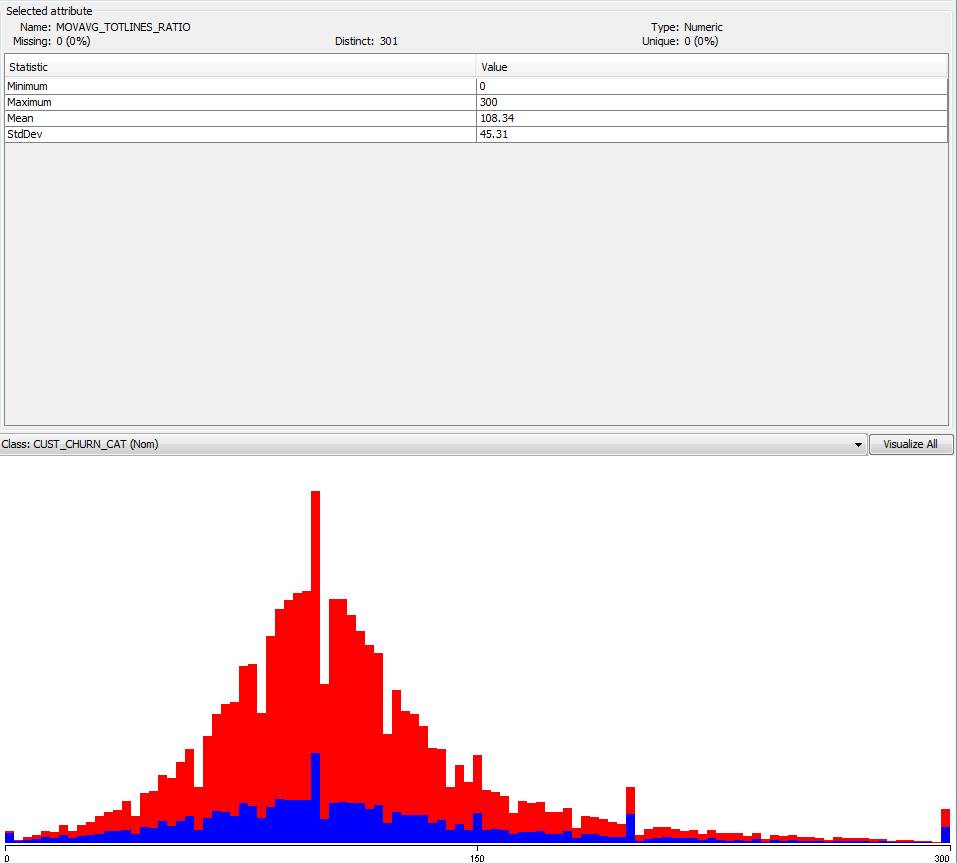 Selected attribute
Name: MOVAVG_TOTLINES_RATIO Type: Numeric
Missing: 0 (0%) Distinct: 301 Unique: 0 (0%)
Statistic Value
Minimum 0
Maximum 300
Mean 108.34
StdDev 45.31
Class: CUST_CHURN_CAT (Nom) Visualize All
0 150 300